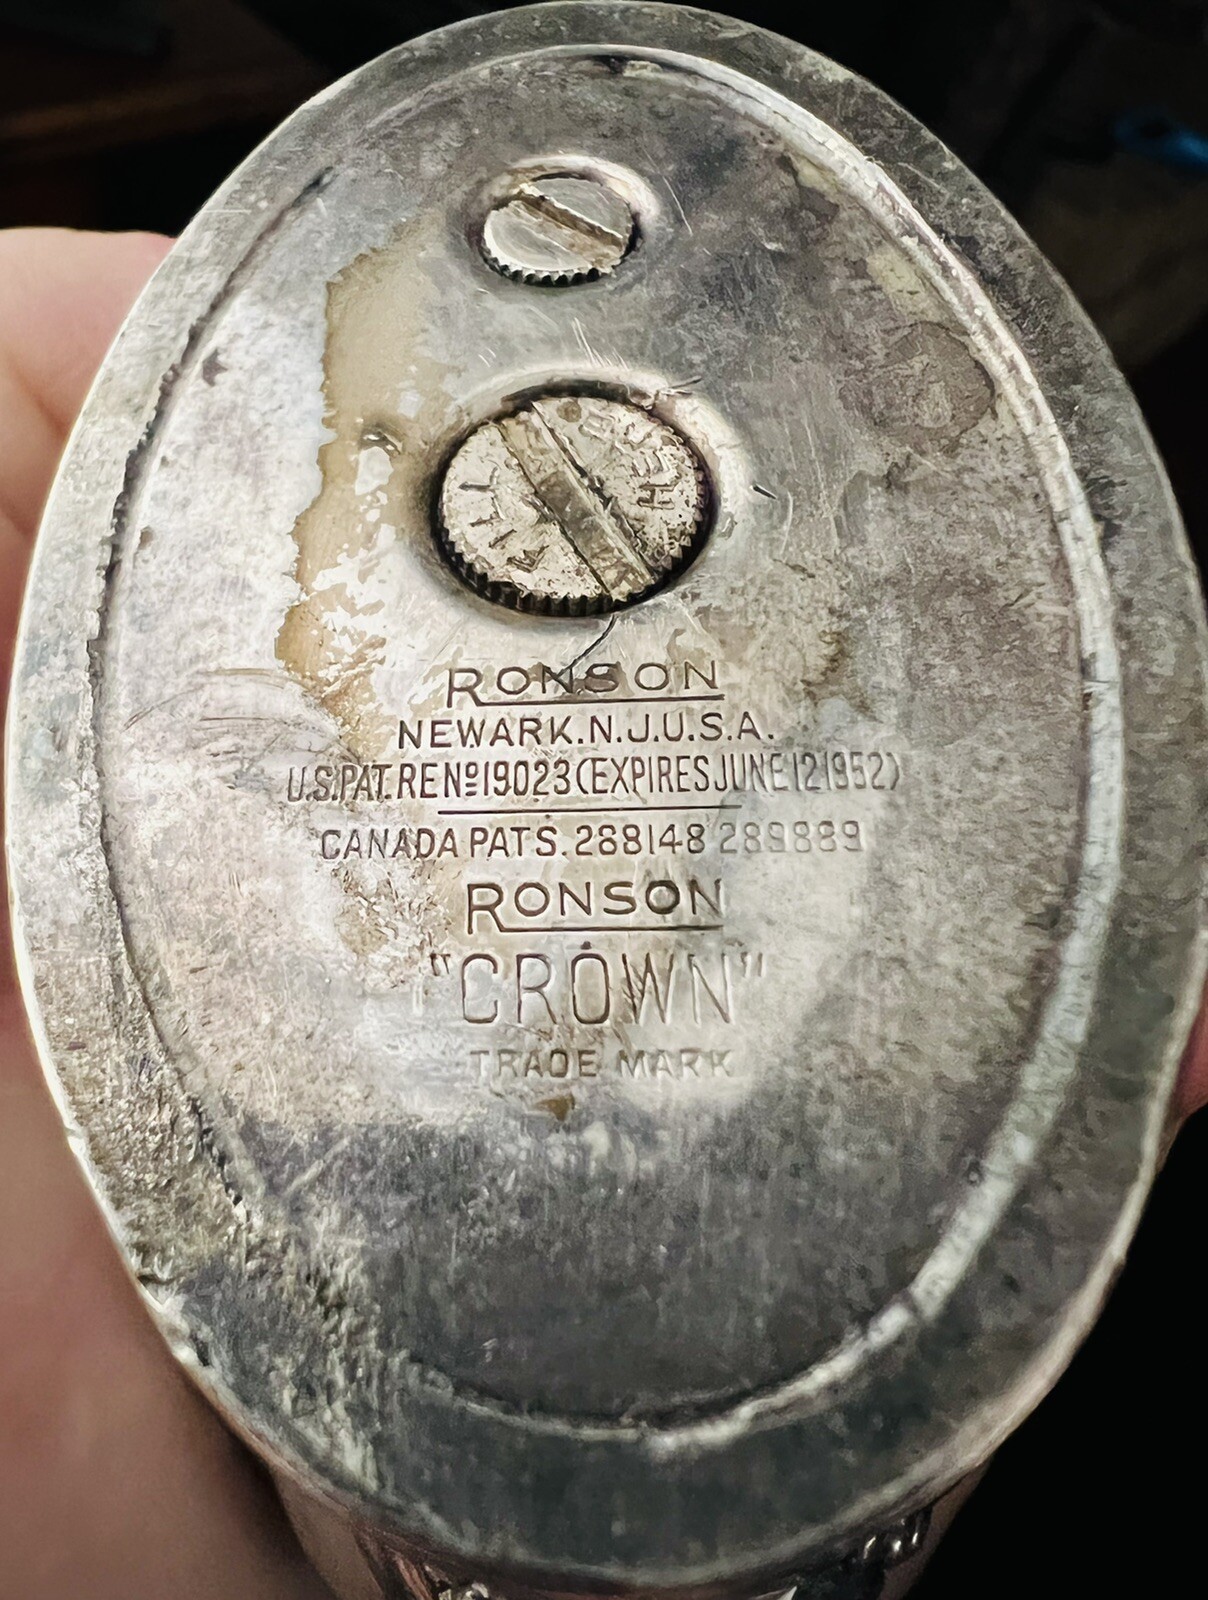 FILL HERE
RONSON
NEWARK.N.J.U.S.A.
U.S.PAT.RE Nº 19023 (EXPIRES JUNE 12 1952)
CANADA PATS. 288148 289889
RONSON
"CROWN"
TRADE MARK